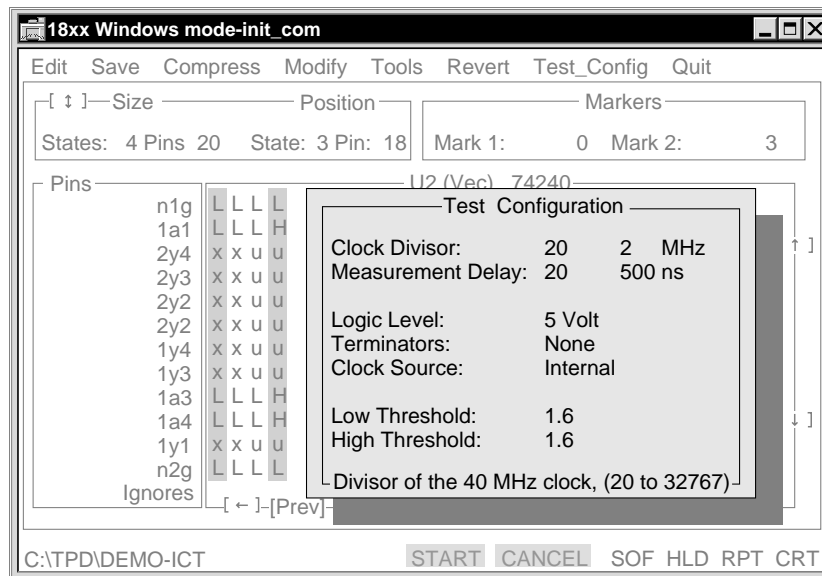 18xx Windows mode-init_com
Edit Save Compress Modify Tools Revert Test_Config Quit
[ ↕ ] Size Position Markers
States: 4 Pins 20 State: 3 Pin: 18 Mark 1: 0 Mark 2: 3
Pins U2 (Vec) 74240
n1g L L L L
1a1 L L L H
2y4 x x u u
2y3 x x u u
2y2 x x u u
2y2 x x u u
1y4 x x u u
1y3 x x u u
1a3 L L L H
1a4 L L L H
1y1 x x u u
n2g L L L L
Ignores
[ ← ] [Prev]
↑ ]
↓ ]
Test Configuration
Clock Divisor: 20 2 MHz
Measurement Delay: 20 500 ns
Logic Level: 5 Volt
Terminators: None
Clock Source: Internal
Low Threshold: 1.6
High Threshold: 1.6
Divisor of the 40 MHz clock, (20 to 32767)
C:\TPD\DEMO-ICT START CANCEL SOF HLD RPT CRT